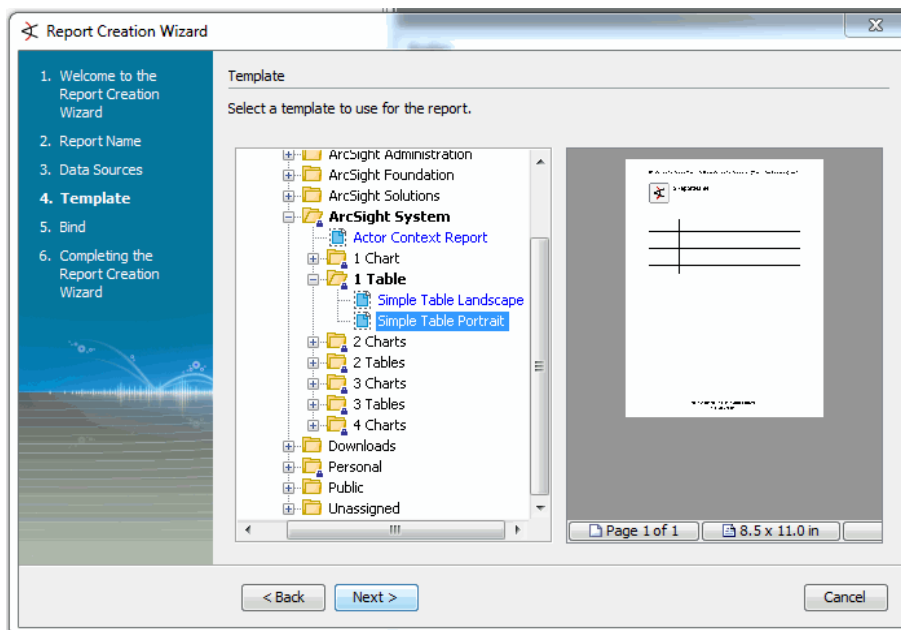 Report Creation Wizard
1. Welcome to the
Report Creation
Wizard
2. Report Name
3. Data Sources
4. Template
5. Bind
6. Completing the
Report Creation
Wizard
Template
Select a template to use for the report.
ArcSight Administration
ArcSight Foundation
ArcSight Solutions
ArcSight System
Actor Context Report
1 Chart
1 Table
Simple Table Landscape
Simple Table Portrait
2 Charts
2 Tables
3 Charts
3 Tables
4 Charts
Downloads
Personal
Public
Unassigned
Page 1 of 1
8.5 x 11.0 in
< Back
Next >
Cancel